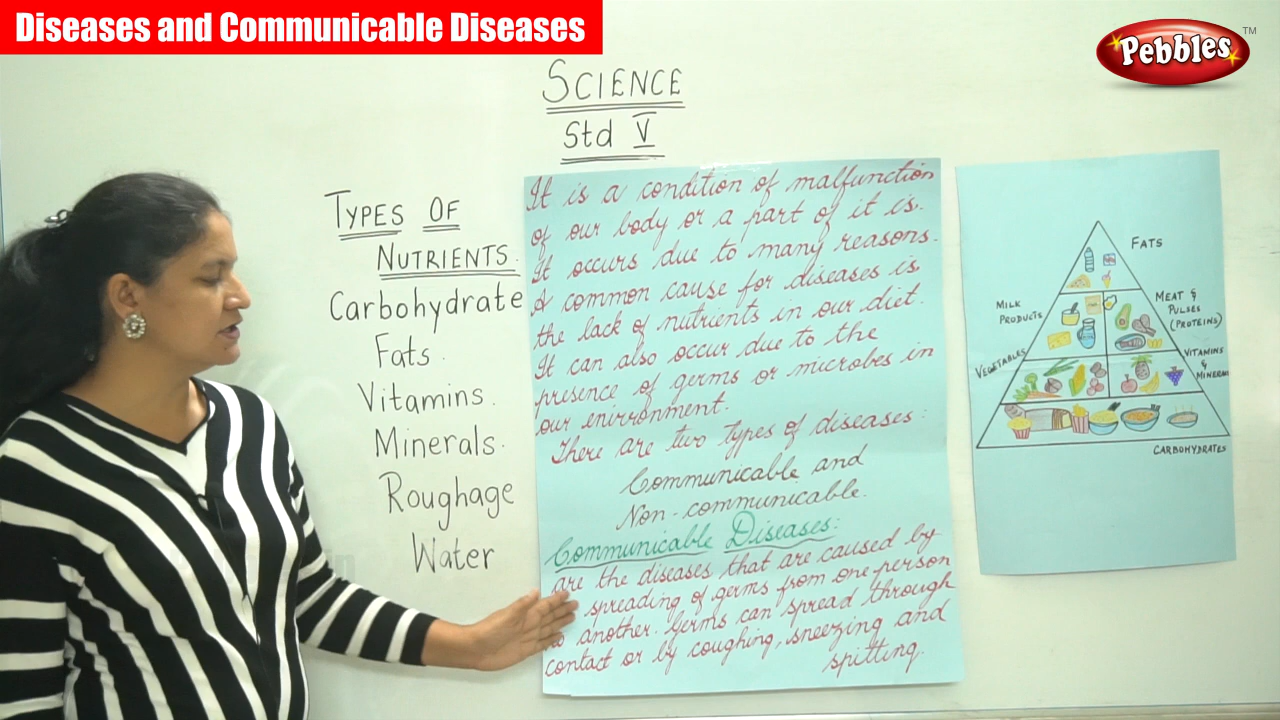 Diseases and Communicable Diseases
Pebbles TM
SCIENCE
Std V
TYPES OF
NUTRIENTS.
Carbohydrate
Fats.
Vitamins.
Minerals.
Roughage
Water
It is a condition of malfunction
of our body or a part of it is.
It occurs due to many reasons.
A common cause for diseases is
the lack of nutrients in our diet.
It can also occur due to the
presence of germs or microbes in
our enirvonment.
There are two types of diseases:
Communicable and
Non-communicable.
Communicable Diseases:
are the diseases that are caused by
spreading of germs from one person
another. Germs can spread through
contact or by coughing, sneezing and
spitting.
FATS
MILK
PRODUCTS
MEAT &
PULSES
(PROTEINS)
VEGETABLES
VITAMINS
&
MINERALS
CARBOHYDRATES